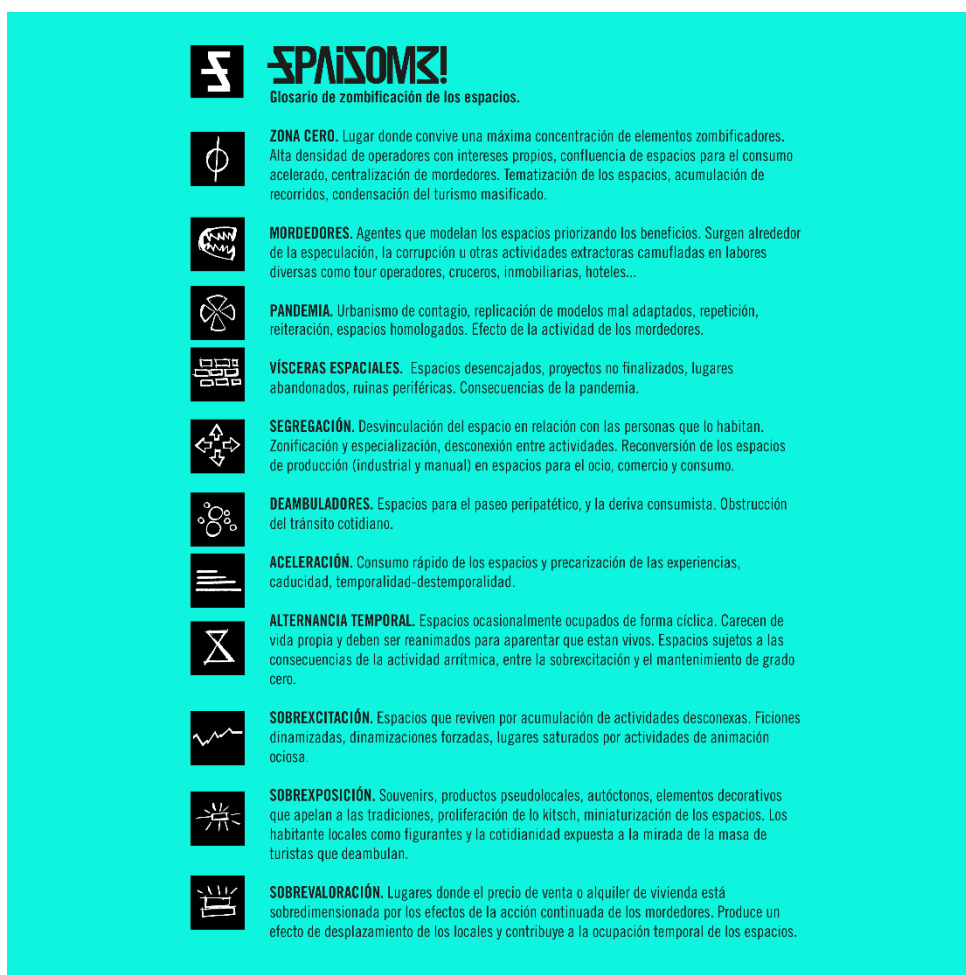 SPAiZOMBI!
Glosario de zombificación de los espacios.
ZONA CERO. Lugar donde convive una máxima concentración de elementos zombificadores.
Alta densidad de operadores con intereses propios, confluencia de espacios para el consumo
acelerado, centralización de mordedores. Tematización de los espacios, acumulación de
recorridos, condensación del turismo masificado.
MORDEDORES. Agentes que modelan los espacios priorizando los beneficios. Surgen alrededor
de la especulación, la corrupción u otras actividades extractoras camufladas en labores
diversas como tour operadores, cruceros, inmobiliarias, hoteles...
PANDEMIA. Urbanismo de contagio, replicación de modelos mal adaptados, repetición,
reiteración, espacios homologados. Efecto de la actividad de los mordedores.
VÍSCERAS ESPACIALES. Espacios desencajados, proyectos no finalizados, lugares
abandonados, ruinas periféricas. Consecuencias de la pandemia.
SEGREGACIÓN. Desvinculación del espacio en relación con las personas que lo habitan.
Zonificación y especialización, desconexión entre actividades. Reconversión de los espacios
de producción (industrial y manual) en espacios para el ocio, comercio y consumo.
DEAMBULADORES. Espacios para el paseo peripatético, y la deriva consumista. Obstrucción
del tránsito cotidiano.
ACELERACIÓN. Consumo rápido de los espacios y precarización de las experiencias,
caducidad, temporalidad-destemporalidad.
ALTERNANCIA TEMPORAL. Espacios ocasionalmente ocupados de forma cíclica. Carecen de
vida propia y deben ser reanimados para aparentar que estan vivos. Espacios sujetos a las
consecuencias de la actividad arrítmica, entre la sobrexcitación y el mantenimiento de grado
cero.
SOBREXCITACIÓN. Espacios que reviven por acumulación de actividades desconexas. Ficiones
dinamizadas, dinamizaciones forzadas, lugares saturados por actividades de animación
ociosa.
SOBREXPOSICIÓN. Souvenirs, productos pseudolocales, autóctonos, elementos decorativos
que apelan a las tradiciones, proliferación de lo kitsch, miniaturización de los espacios. Los
habitante locales como figurantes y la cotidianidad expuesta a la mirada de la masa de
turistas que deambulan.
SOBREVALORACIÓN. Lugares donde el precio de venta o alquiler de vivienda está
sobredimensionada por los efectos de la acción continuada de los mordedores. Produce un
efecto de desplazamiento de los locales y contribuye a la ocupación temporal de los espacios.